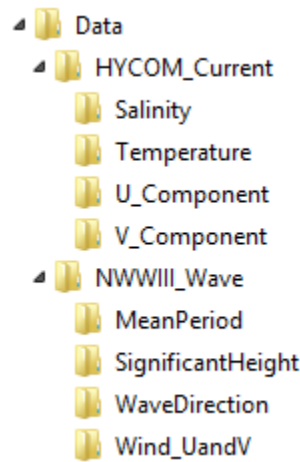 Data
HYCOM_Current
Salinity
Temperature
U_Component
V_Component
NWWIII_Wave
MeanPeriod
SignificantHeight
WaveDirection
Wind_UandV